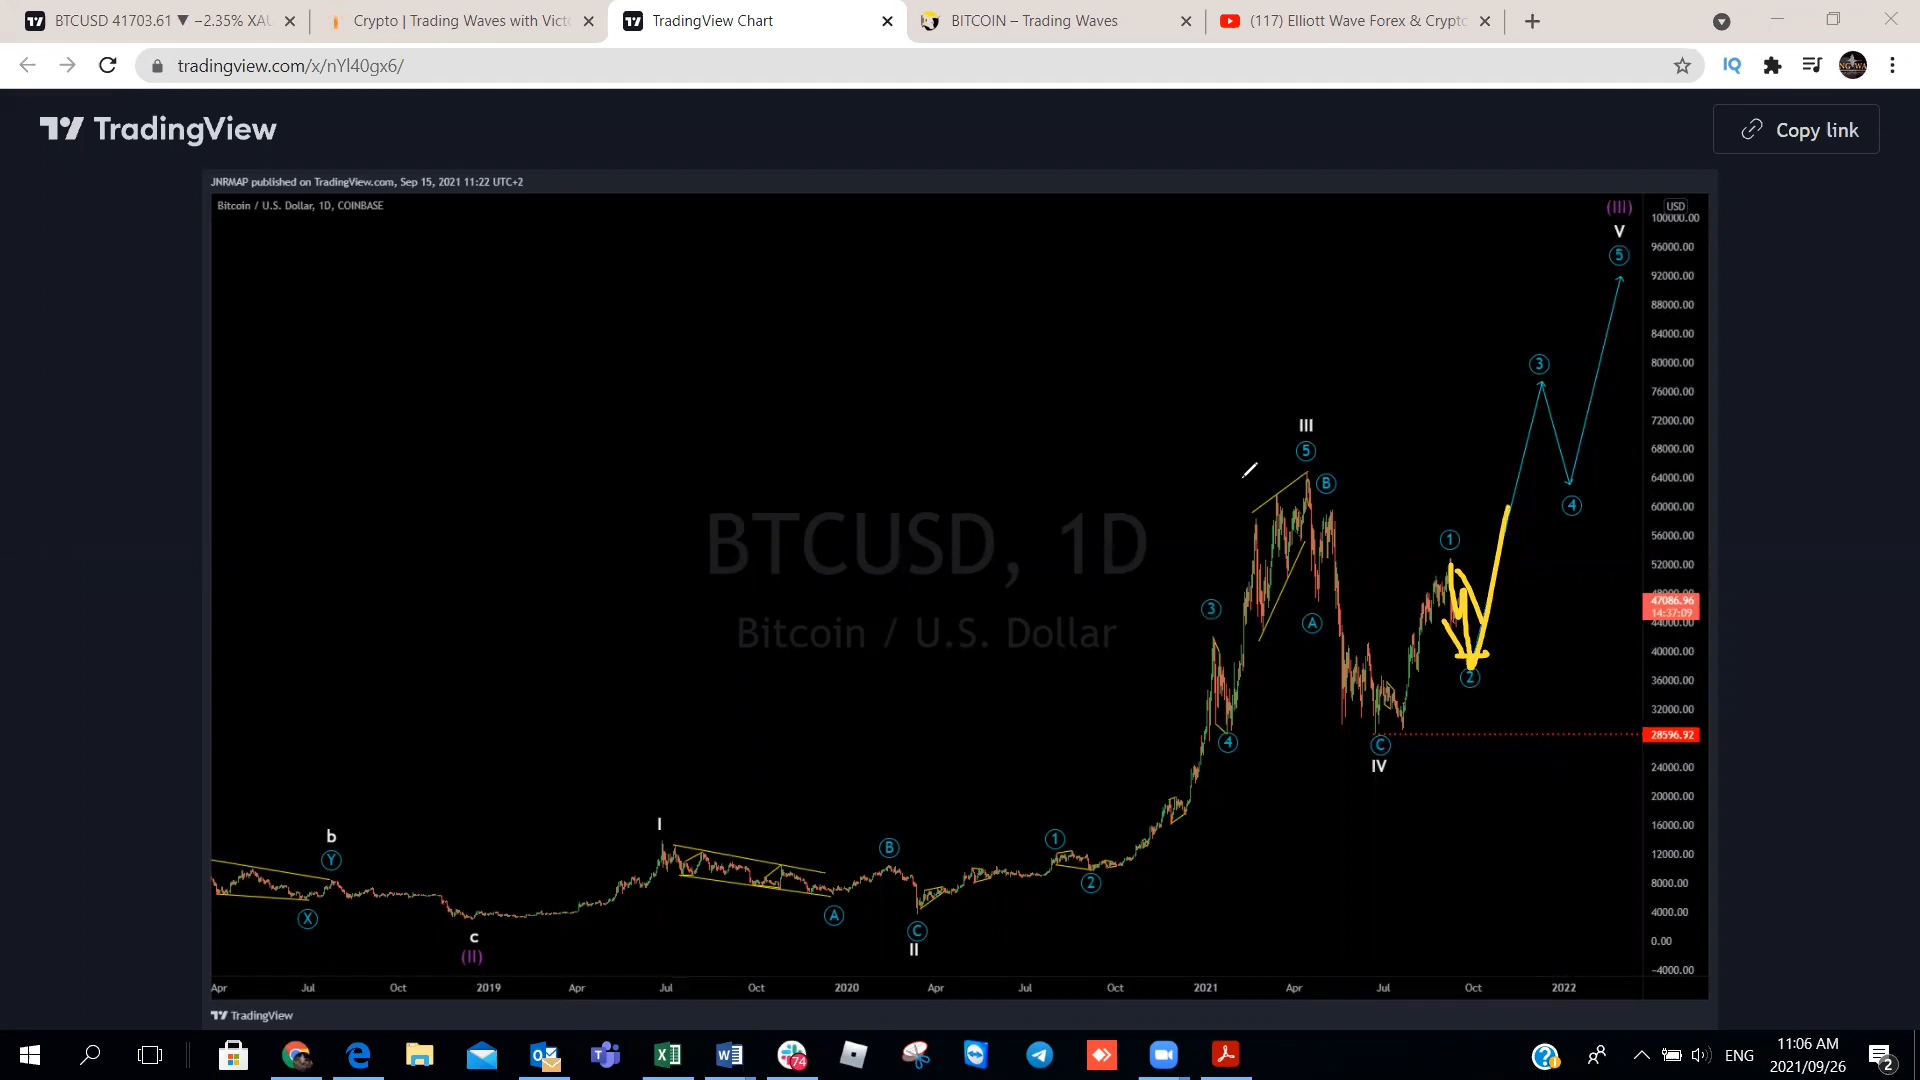 BTCUSD 41703.61 ▼ −2.35% XAU
Crypto | Trading Waves with Victo
TradingView Chart
BITCOIN – Trading Waves
(117) Elliott Wave Forex & Crypto
tradingview.com/x/nYl40gx6/
IQ
TradingView
Copy link
JNRMAP published on TradingView.com, Sep 15, 2021 11:22 UTC+2
Bitcoin / U.S. Dollar, 1D, COINBASE
(III)
USD
100000.00
V
96000.00
5
92000.00
88000.00
84000.00
3
80000.00
76000.00
III
72000.00
5
68000.00
B
64000.00
4
60000.00
BTCUSD, 1D
1
56000.00
52000.00
47086.96
3
14:37:09
A
44000.00
Bitcoin / U.S. Dollar
40000.00
2
36000.00
32000.00
28596.92
4
C
IV
24000.00
20000.00
16000.00
b
I
1
12000.00
Y
B
2
8000.00
X
A
4000.00
c
C
0.00
(II)
II
−4000.00
Apr Jul Oct 2019 Apr Jul Oct 2020 Apr Jul Oct 2021 Apr Jul Oct 2022
TradingView
74
ENG
11:06 AM
2021/09/26
2